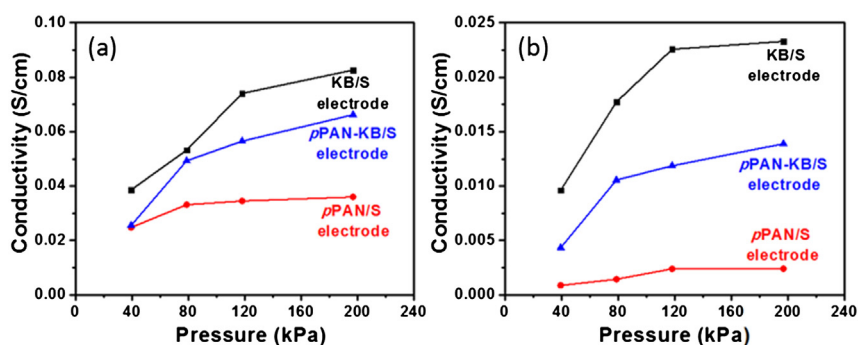 (a)
Conductivity (S/cm)
0.10
0.08
0.06
0.04
0.02
0.00
KB/S
electrode
pPAN-KB/S
electrode
pPAN/S
electrode
0 40 80 120 160 200 240
Pressure (kPa)
(b)
Conductivity (S/cm)
0.025
0.020
0.015
0.010
0.005
0.000
KB/S
electrode
pPAN-KB/S
electrode
pPAN/S
electrode
0 40 80 120 160 200 240
Pressure (kPa)